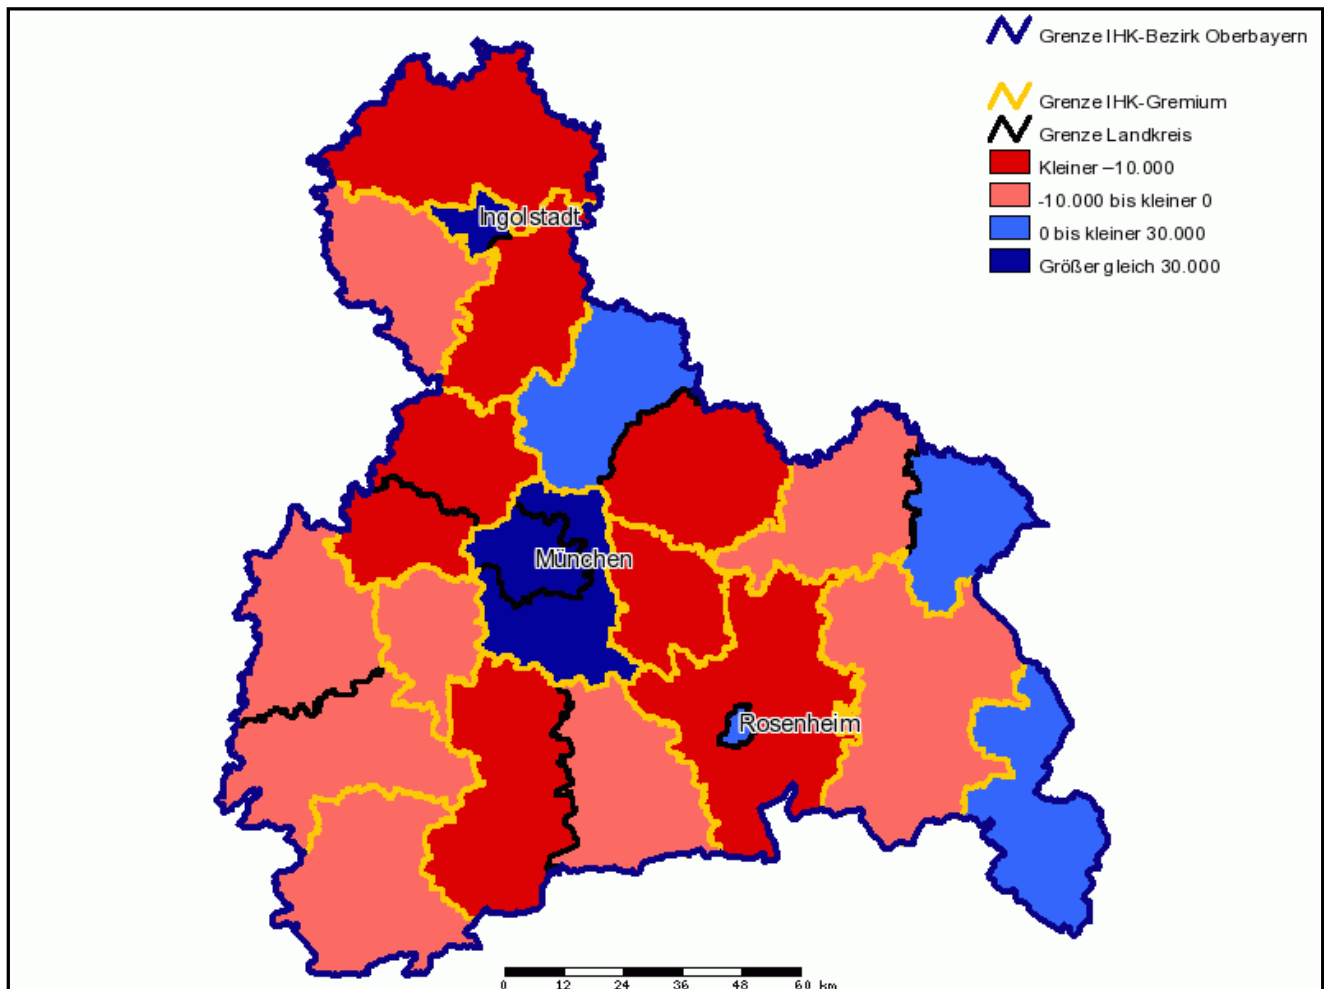 Grenze IHK-Bezirk Oberbayern
Grenze IHK-Gremium
Grenze Landkreis
Kleiner –10.000
-10.000 bis kleiner 0
0 bis kleiner 30.000
Größer gleich 30.000
Ingolstadt
München
Rosenheim
0 12 24 36 48 60 km